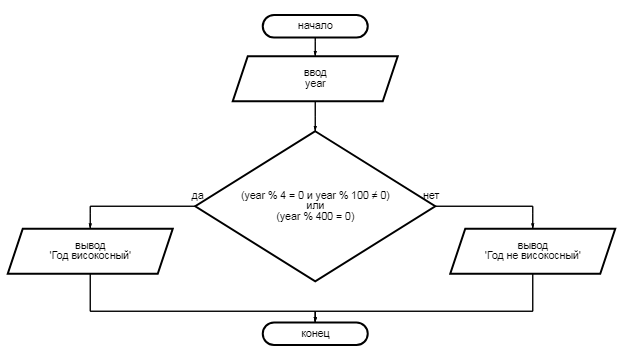 начало
ввод
year
да
(year % 4 = 0 и year % 100 ≠ 0)
или
(year % 400 = 0)
нет
вывод
'Год високосный'
вывод
'Год не високосный'
конец